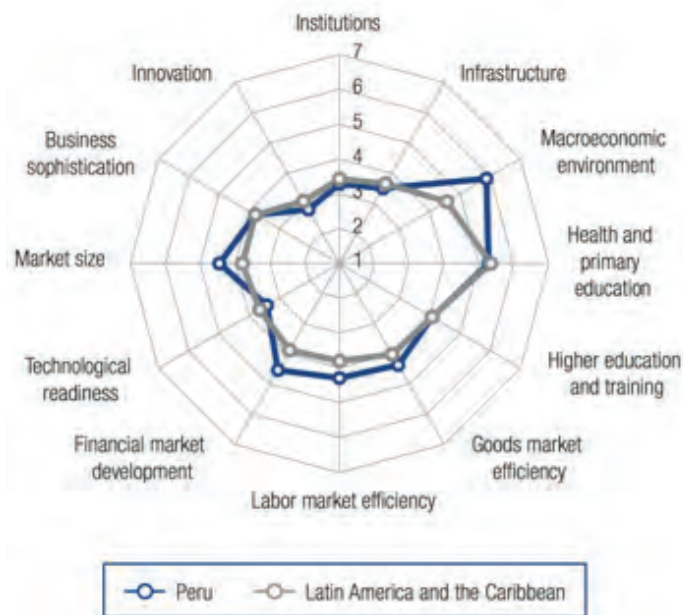 Institutions
Innovation
Infrastructure
Business
sophistication
Macroeconomic
environment
Market size
Health and
primary
education
Technological
readiness
Higher education
and training
Financial market
development
Goods market
efficiency
Labor market efficiency
7
6
5
4
3
2
1
Peru
Latin America and the Caribbean